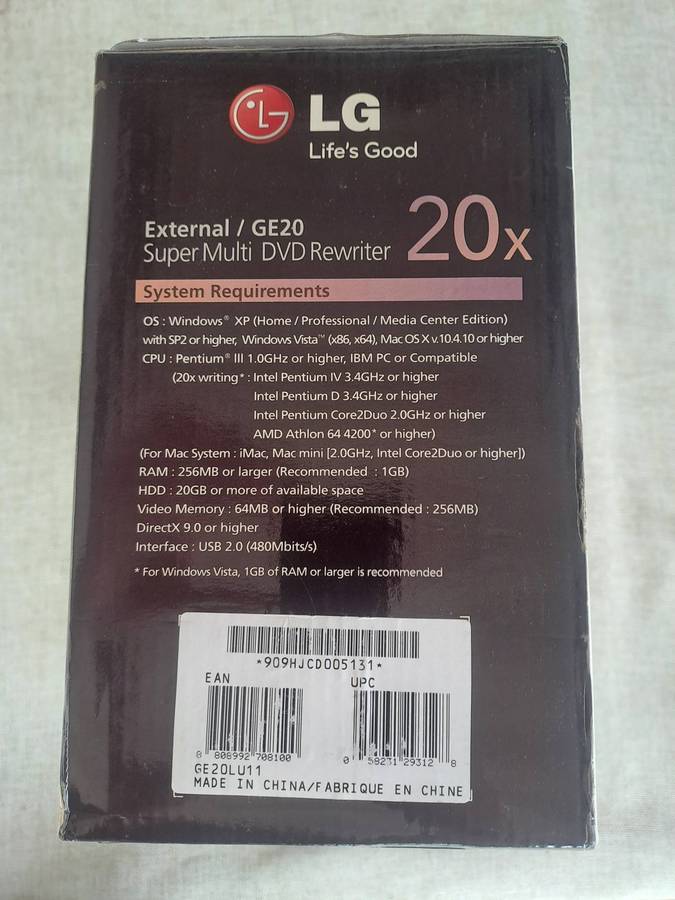 LG
LG
Life's Good
External / GE20
Super Multi DVD Rewriter
20x
System Requirements
OS : Windows® XP (Home / Professional / Media Center Edition)
with SP2 or higher, Windows Vista™ (x86, x64), Mac OS X v.10.4.10 or higher
CPU : Pentium® III 1.0GHz or higher, IBM PC or Compatible
(20x writing* : Intel Pentium IV 3.4GHz or higher
Intel Pentium D 3.4GHz or higher
Intel Pentium Core2Duo 2.0GHz or higher
AMD Athlon 64 4200+ or higher)
(For Mac System : iMac, Mac mini [2.0GHz, Intel Core2Duo or higher])
RAM : 256MB or larger (Recommended : 1GB)
HDD : 20GB or more of available space
Video Memory : 64MB or higher (Recommended : 256MB)
DirectX 9.0 or higher
Interface : USB 2.0 (480Mbits/s)
* For Windows Vista, 1GB of RAM or larger is recommended
*909HJCD005131*
EAN UPC
8 808992 708100 0 58231 29312 8
GE20LU11
MADE IN CHINA/FABRIQUE EN CHINE